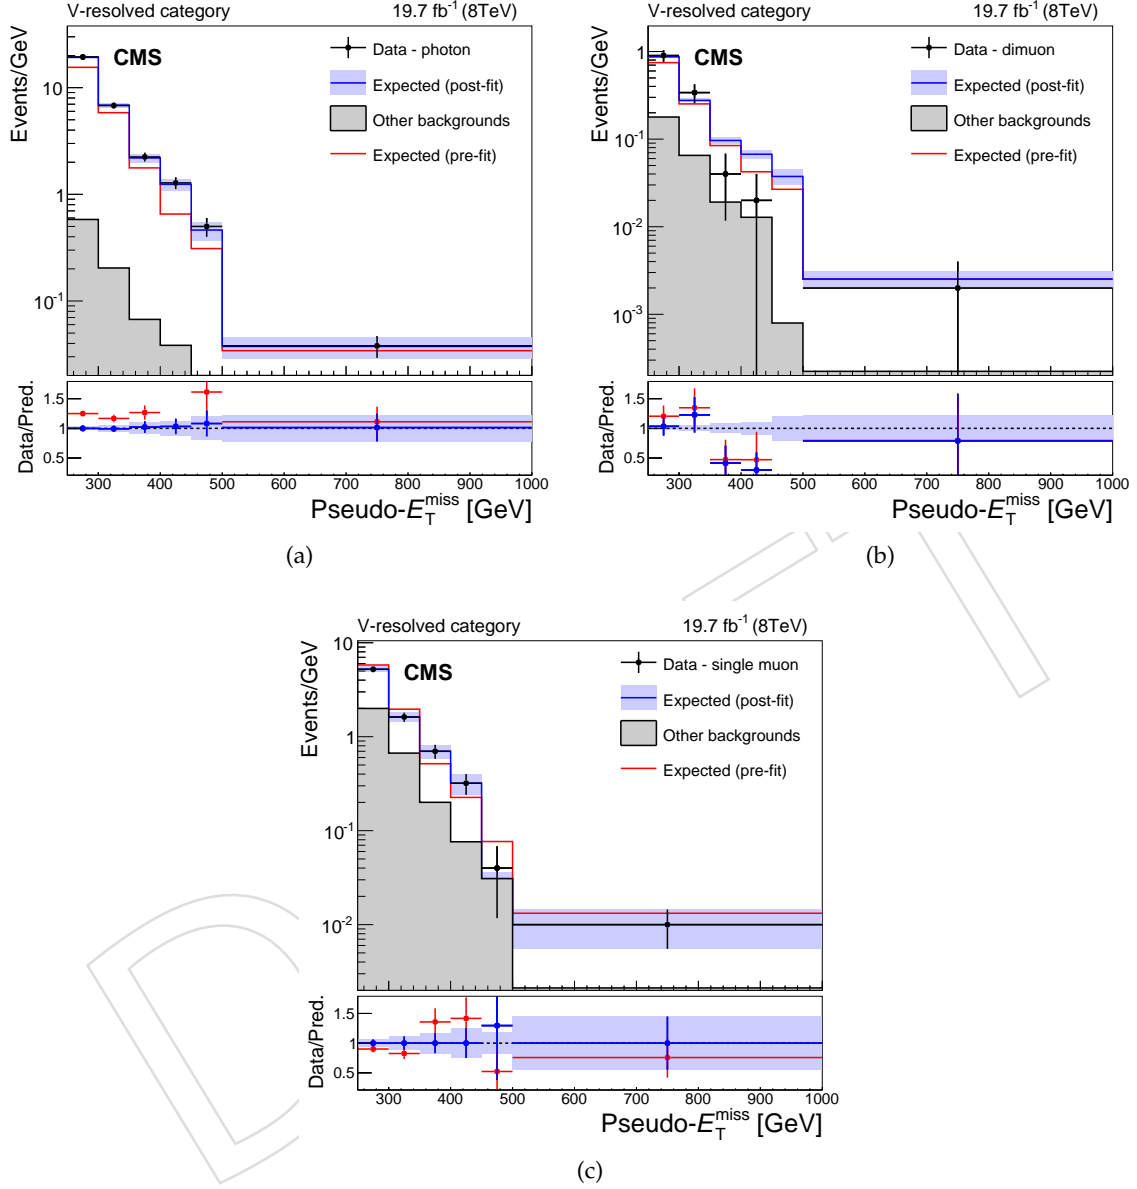 V-resolved category 19.7 fb⁻¹ (8TeV)
CMS
Events/GeV
Data - photon
Expected (post-fit)
Other backgrounds
Expected (pre-fit)
10
1
10⁻¹
Data/Pred.
1.5
1
0.5
300 400 500 600 700 800 900 1000
Pseudo-E_T^miss [GeV]
(a)
V-resolved category 19.7 fb⁻¹ (8TeV)
CMS
Events/GeV
Data - dimuon
Expected (post-fit)
Other backgrounds
Expected (pre-fit)
1
10⁻¹
10⁻²
10⁻³
Data/Pred.
1.5
1
0.5
300 400 500 600 700 800 900 1000
Pseudo-E_T^miss [GeV]
(b)
V-resolved category 19.7 fb⁻¹ (8TeV)
CMS
Events/GeV
Data - single muon
Expected (post-fit)
Other backgrounds
Expected (pre-fit)
10
1
10⁻¹
10⁻²
Data/Pred.
1.5
1
0.5
300 400 500 600 700 800 900 1000
Pseudo-E_T^miss [GeV]
(c)